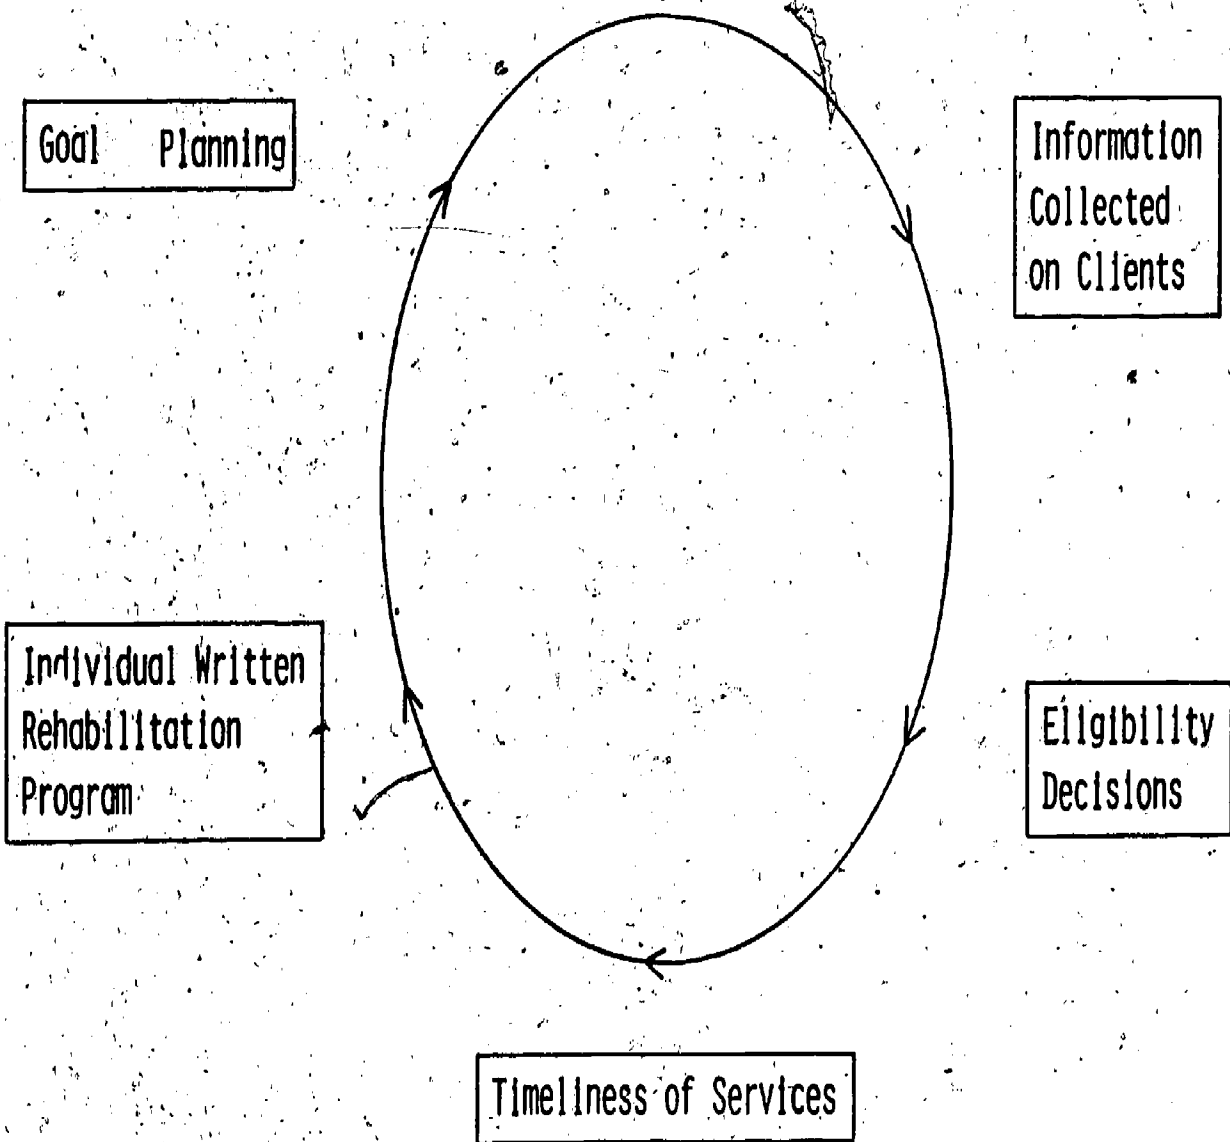 Goal Planning
Information
Collected
on Clients
Individual Written
Rehabilitation
Program
Eligibility
Decisions
Timeliness of Services